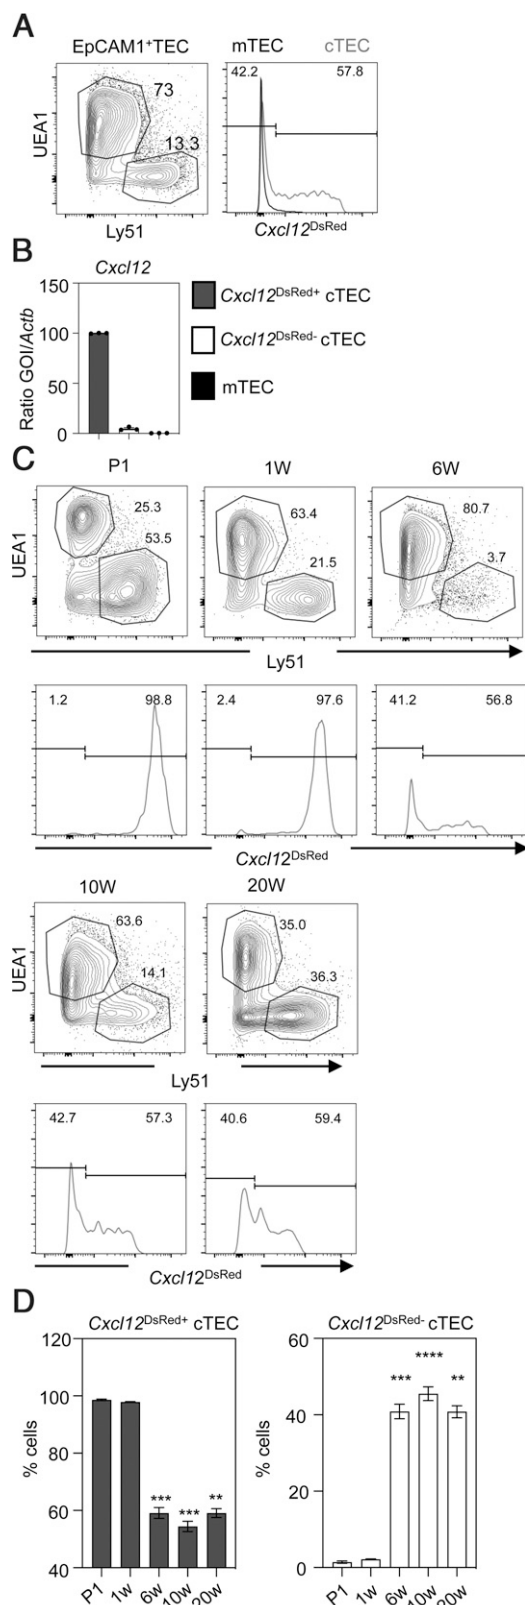 A
EpCAM1⁺TEC
mTEC cTEC
73
42.2 57.8
13.3
UEA1
Ly51
Cxcl12ᴰˢᴿᵉᵈ
B
Cxcl12
150
100
50
0
Ratio GOI/Actb
Cxcl12ᴰˢᴿᵉᵈ⁺ cTEC
Cxcl12ᴰˢᴿᵉᵈ⁻ cTEC
mTEC
C
P1 1W 6W
25.3 53.5
63.4 21.5
80.7 3.7
UEA1
Ly51
1.2 98.8
2.4 97.6
41.2 56.8
Cxcl12ᴰˢᴿᵉᵈ
10W 20W
63.6 14.1
35.0 36.3
UEA1
Ly51
42.7 57.3
40.6 59.4
Cxcl12ᴰˢᴿᵉᵈ
D
Cxcl12ᴰˢᴿᵉᵈ⁺ cTEC
120
100
80
60
40
% cells
*** *** **
P1 1w 6w 10w 20w
Cxcl12ᴰˢᴿᵉᵈ⁻ cTEC
60
40
20
0
% cells
*** **** **
P1 1w 6w 10w 20w